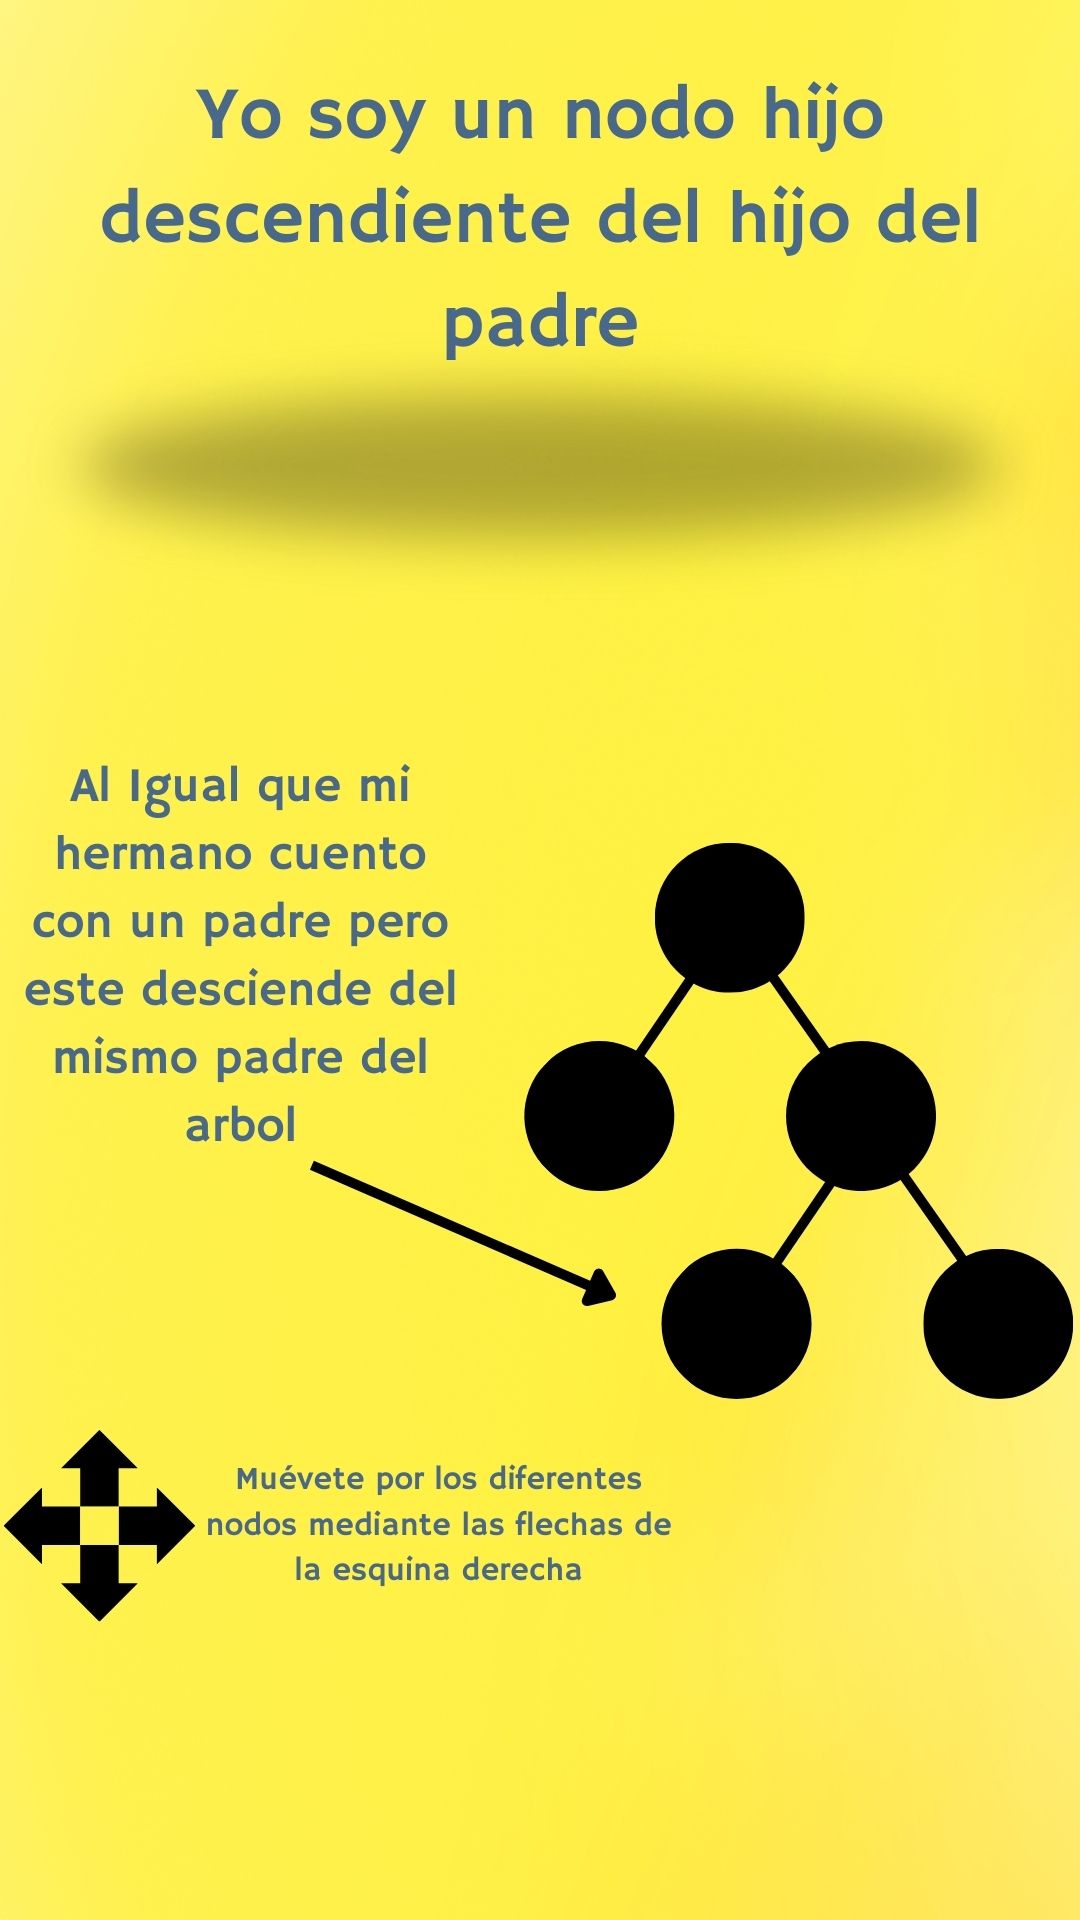 Yo soy un nodo hijo
descendiente del hijo del
padre
Al Igual que mi
hermano cuento
con un padre pero
este desciende del
mismo padre del
arbol
Muévete por los diferentes
nodos mediante las flechas de
la esquina derecha